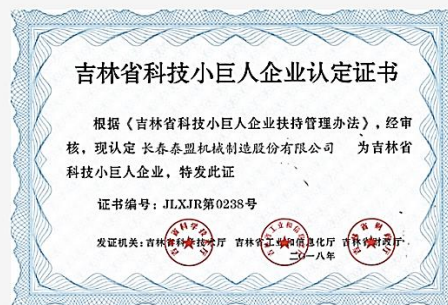 吉林省科技小巨人企业认定证书
根据《吉林省科技小巨人企业扶持管理办法》，经审
核，现认定 长春泰盟机械制造股份有限公司 为吉林省
科技小巨人企业，特发此证
证书编号：JLXJR第0238号
发证机关：吉林省科学技术厅 吉林省工业和信息化厅 吉林省财政厅
二〇一八年